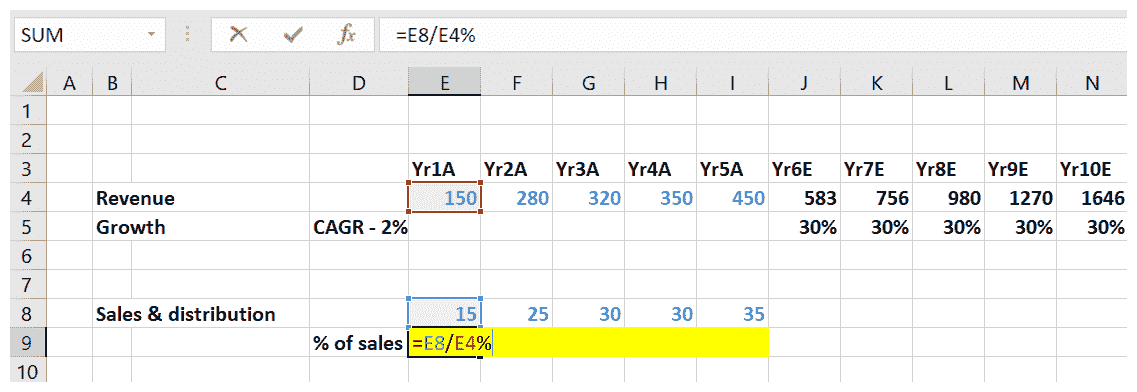 SUM =E8/E4%
A B C D E F G H I J K L M N
1
2
3 Yr1A Yr2A Yr3A Yr4A Yr5A Yr6E Yr7E Yr8E Yr9E Yr10E
4 Revenue 150 280 320 350 450 583 756 980 1270 1646
5 Growth CAGR - 2% 30% 30% 30% 30% 30%
6
7
8 Sales & distribution 15 25 30 30 35
9 % of sales =E8/E4%
10